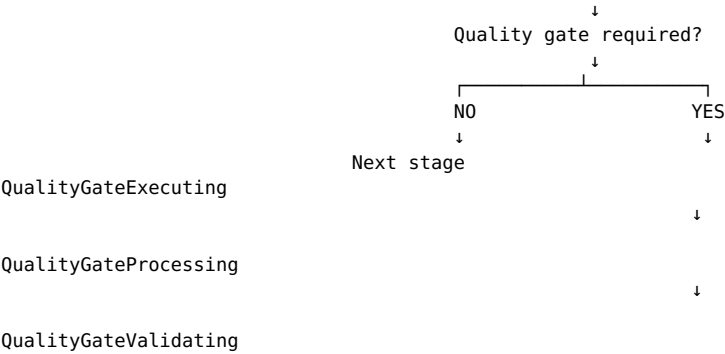 ↓
Quality gate required?
↓
┌─────────┴─────────┐
NO YES
↓ ↓
Next stage
QualityGateExecuting
↓
QualityGateProcessing
↓
QualityGateValidating